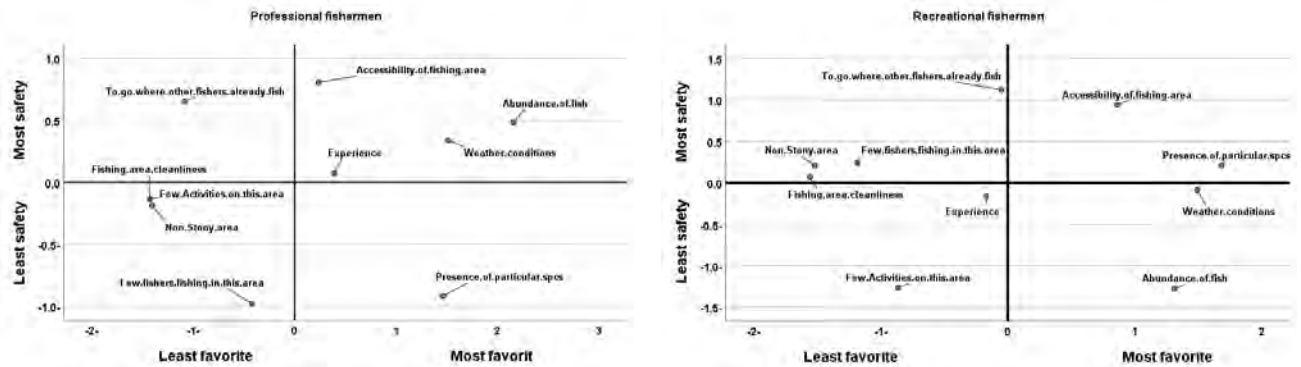 Professional fishermen
Most safety
Least safety
1.0
0.5
0.0
-0.5
-1.0
Accessibility.of.fishing.area
To.go.where.other.fishers.already.fish
Abundance.of.fish
Experience
Weather.conditions
Fishing.area.cleanliness
Few.Activities.on.this.area
Non.Stony.area
Few.fishers.fishing.in.this.area
Presence.of.particular.spcs
2-
1-
0
1
2
3
Least favorite
Most favorit
Recreational fishermen
Most safety
Least safety
1.5
1.0
0.5
0.0
-0.5
-1.0
-1.5
To.go.where.other.fishers.already.fish
Accessibility.of.fishing.area
Non.Stony.area
Few.fishers.fishing.in.this.area
Presence.of.particular.spcs
Fishing.area.cleanliness
Experience
Weather.conditions
Few.Activities.on.this.area
Abundance.of.fish
-2-
-1-
0
1
2
Least favorite
Most favorite